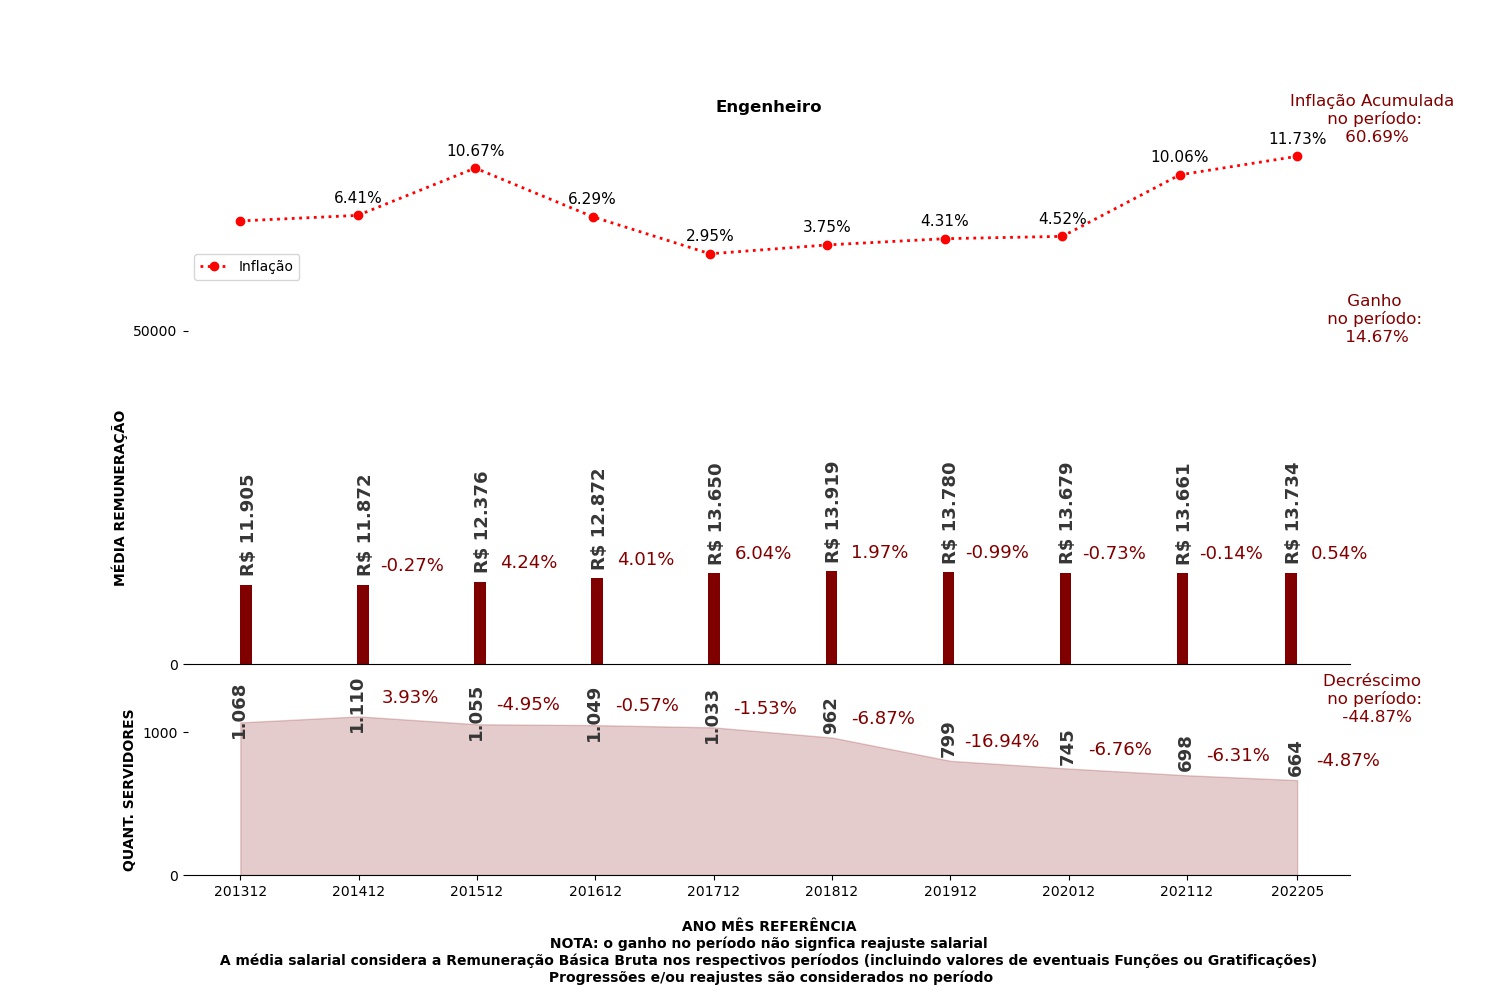 Engenheiro
Inflação Acumulada
no período:
60.69%
6.41%
10.67%
6.29%
2.95%
3.75%
4.31%
4.52%
10.06%
11.73%
Inflação
Ganho
no período:
14.67%
50000
0
MÉDIA REMUNERAÇÃO
R$ 11.905
R$ 11.872
R$ 12.376
R$ 12.872
R$ 13.650
R$ 13.919
R$ 13.780
R$ 13.679
R$ 13.661
R$ 13.734
-0.27%
4.24%
4.01%
6.04%
1.97%
-0.99%
-0.73%
-0.14%
0.54%
Decréscimo
no período:
-44.87%
1000
0
QUANT. SERVIDORES
1.068
1.110
1.055
1.049
1.033
962
799
745
698
664
3.93%
-4.95%
-0.57%
-1.53%
-6.87%
-16.94%
-6.76%
-6.31%
-4.87%
201312
201412
201512
201612
201712
201812
201912
202012
202112
202205
ANO MÊS REFERÊNCIA
NOTA: o ganho no período não signfica reajuste salarial
A média salarial considera a Remuneração Básica Bruta nos respectivos períodos (incluindo valores de eventuais Funções ou Gratificações)
Progressões e/ou reajustes são considerados no período